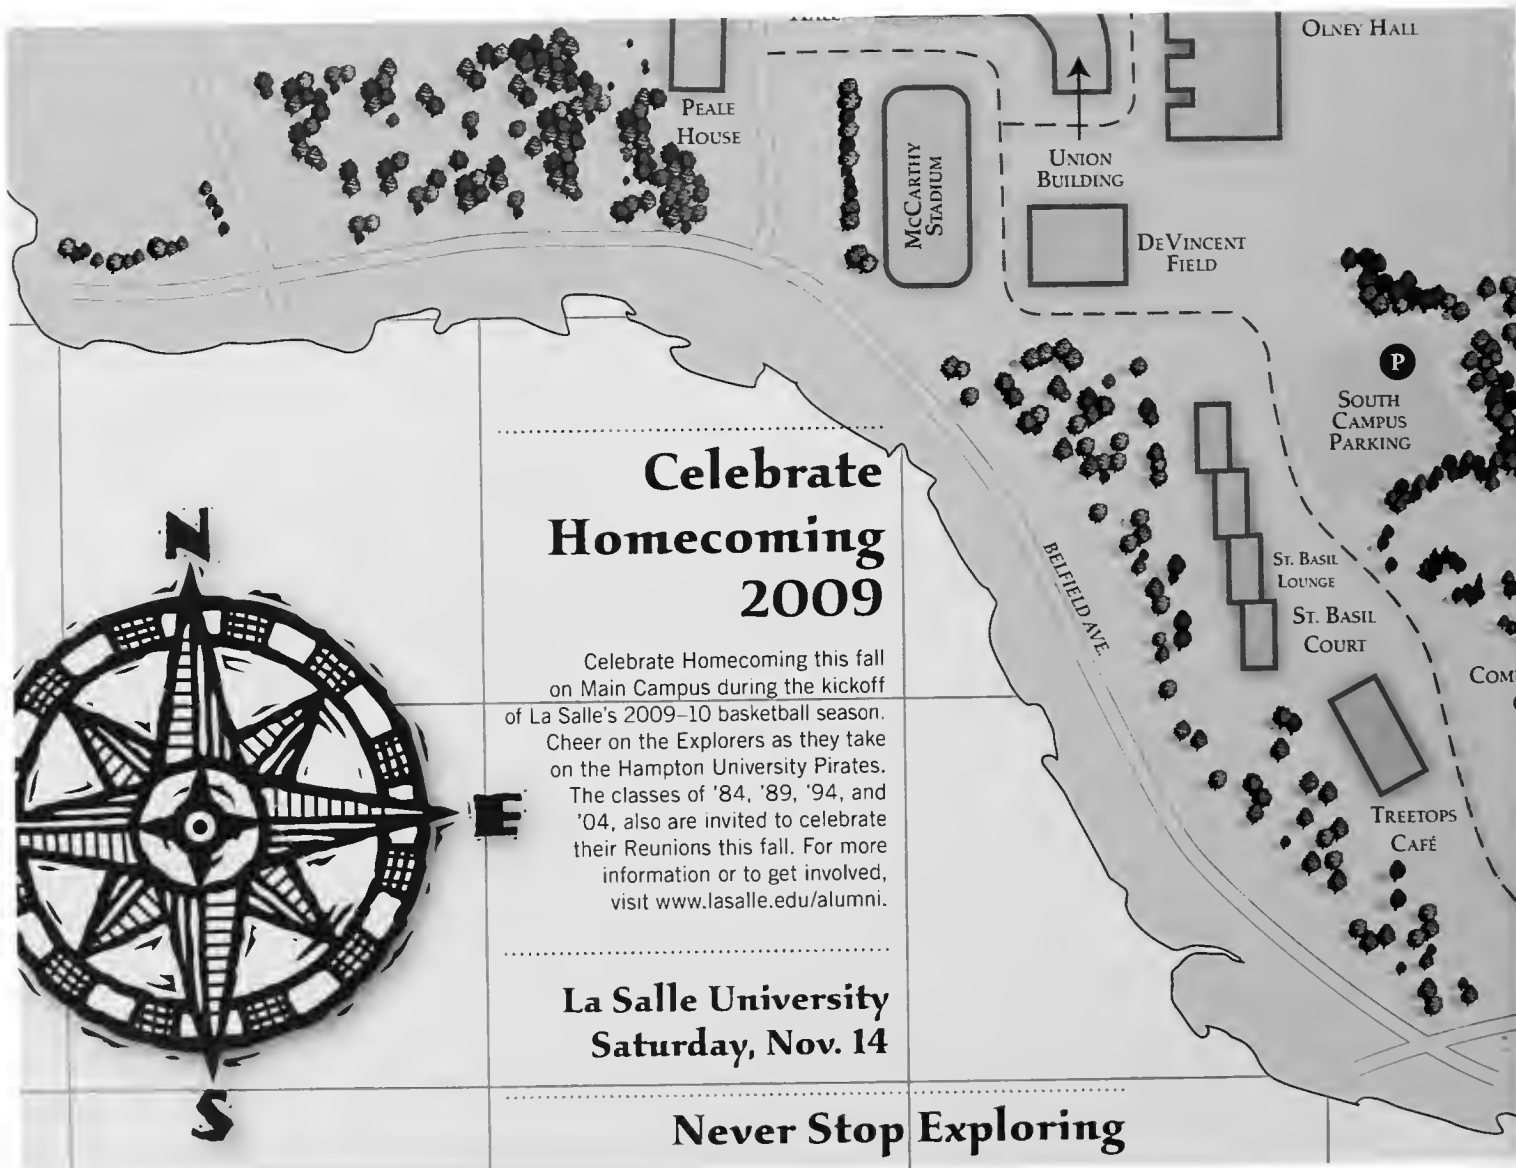 OLNEY HALL
PEALE
HOUSE
UNION
BUILDING
MCCARTHY
STADIUM
DEVINCENT
FIELD
P
SOUTH
CAMPUS
PARKING
Celebrate
Homecoming
2009
N
BELFIELD AVE.
ST. BASIL
LOUNGE
ST. BASIL
COURT
Celebrate Homecoming this fall
on Main Campus during the kickoff
of La Salle's 2009–10 basketball season.
Cheer on the Explorers as they take
on the Hampton University Pirates.
The classes of '84, '89, '94, and
'04, also are invited to celebrate
their Reunions this fall. For more
information or to get involved,
visit www.lasalle.edu/alumni.
E
TREETOPS
CAFÉ
La Salle University
Saturday, Nov. 14
S
Never Stop Exploring